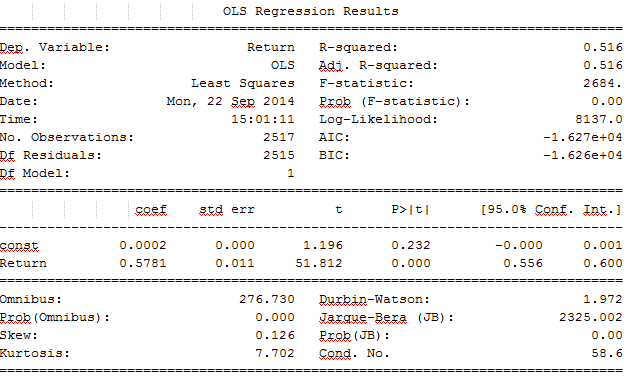 OLS Regression Results
==============================================================================
Dep. Variable: Return R-squared: 0.516
Model: OLS Adj. R-squared: 0.516
Method: Least Squares F-statistic: 2684.
Date: Mon, 22 Sep 2014 Prob (F-statistic): 0.00
Time: 15:01:11 Log-Likelihood: 8137.0
No. Observations: 2517 AIC: -1.627e+04
Df Residuals: 2515 BIC: -1.626e+04
Df Model: 1
==============================================================================
coef std err t P>|t| [95.0% Conf. Int.]
------------------------------------------------------------------------------
const 0.0002 0.000 1.196 0.232 -0.000 0.001
Return 0.5781 0.011 51.812 0.000 0.556 0.600
==============================================================================
Omnibus: 276.730 Durbin-Watson: 1.972
Prob(Omnibus): 0.000 Jarque-Bera (JB): 2325.002
Skew: 0.126 Prob(JB): 0.00
Kurtosis: 7.702 Cond. No. 58.6
==============================================================================